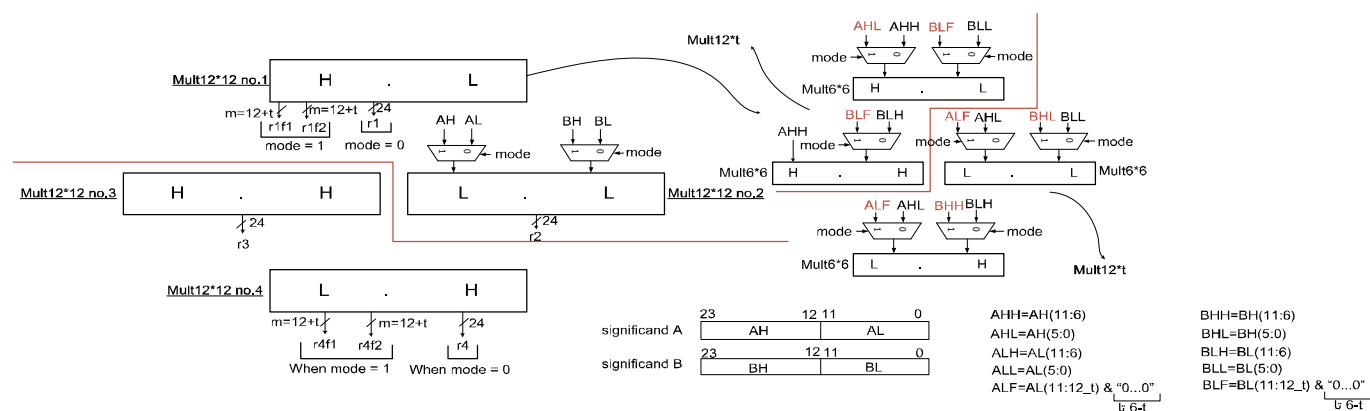 AHL AHH BLF BLL
Mult12*t
mode 1 0 1 0 mode
Mult6*6 H . L
Mult12*12 no.1 H . L
m=12+t m=12+t 24
r1f1 r1f2 r1
mode = 1 mode = 0
AH AL BH BL
1 0 1 0 mode
mode
BLF BLH
AHH
1 0 mode
Mult6*6 H . H
ALF AHL BHL BLL
mode 1 0 1 0 mode
L . L Mult6*6
Mult12*12 no.3 H . H
24
r3
L . L Mult12*12 no.2
24
r2
ALF AHL BHH BLH
mode 1 0 1 0 mode
Mult6*6 L . H
Mult12*t
Mult12*12 no.4 L . H
m=12+t m=12+t 24
r4f1 r4f2 r4
When mode = 1 When mode = 0
23 12 11 0
significand A AH AL
23 12 11 0
significand B BH BL
AHH=AH(11:6)
AHL=AH(5:0)
ALH=AL(11:6)
ALL=AL(5:0)
ALF=AL(11:12_t) & “0...0”
6-t
BHH=BH(11:6)
BHL=BH(5:0)
BLH=BL(11:6)
BLL=BL(5:0)
BLF=BL(11:12_t) & “0...0”
6-t